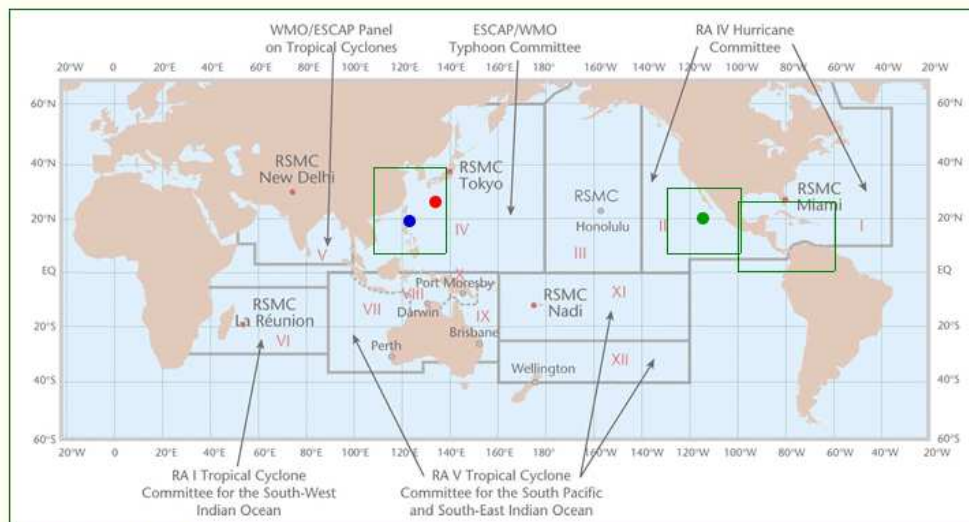 WMO/ESCAP Panel
on Tropical Cyclones
ESCAP/WMO
Typhoon Committee
RA IV Hurricane
Committee
20°W 0° 20°E 40°E 60°E 80°E 100°E 120°E 140°E 160°E 180° 160°W 140°W 120°W 100°W 80°W 60°W 40°W 20°W
60°N 60°N
40°N 40°N
RSMC
New Delhi
RSMC
Tokyo
RSMC
Honolulu
RSMC
Miami
20°N 20°N
IV II I
V III
EQ EQ
X
Port Moresby
VIII XI
RSMC
La Réunion
VII Darwin IX
RSMC
Nadi
20°S 20°S
VI Perth Brisbane
Wellington XII
40°S 40°S
60°S 60°S
20°W 0° 20°E 40°E 60°E 80°E 100°E 120°E 140°E 160°E 180° 160°W 140°W 120°W 100°W 80°W 60°W 40°W 20°W
RA I Tropical Cyclone
Committee for the South-West
Indian Ocean
RA V Tropical Cyclone
Committee for the South Pacific
and South-East Indian Ocean